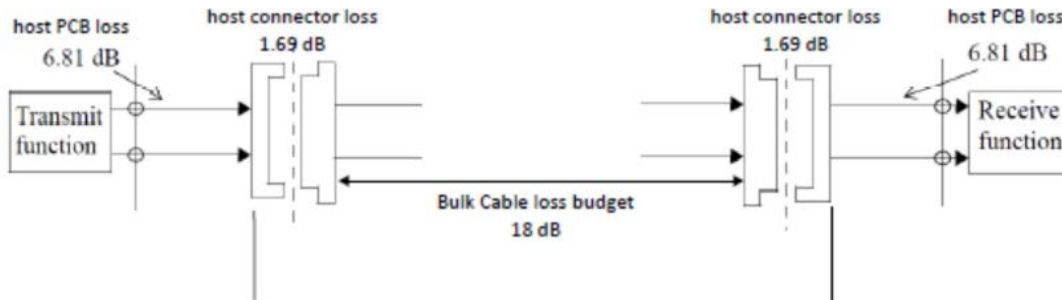 host PCB loss
6.81 dB
host connector loss
1.69 dB
host connector loss
1.69 dB
host PCB loss
6.81 dB
Transmit
function
Receive
function
Bulk Cable loss budget
18 dB